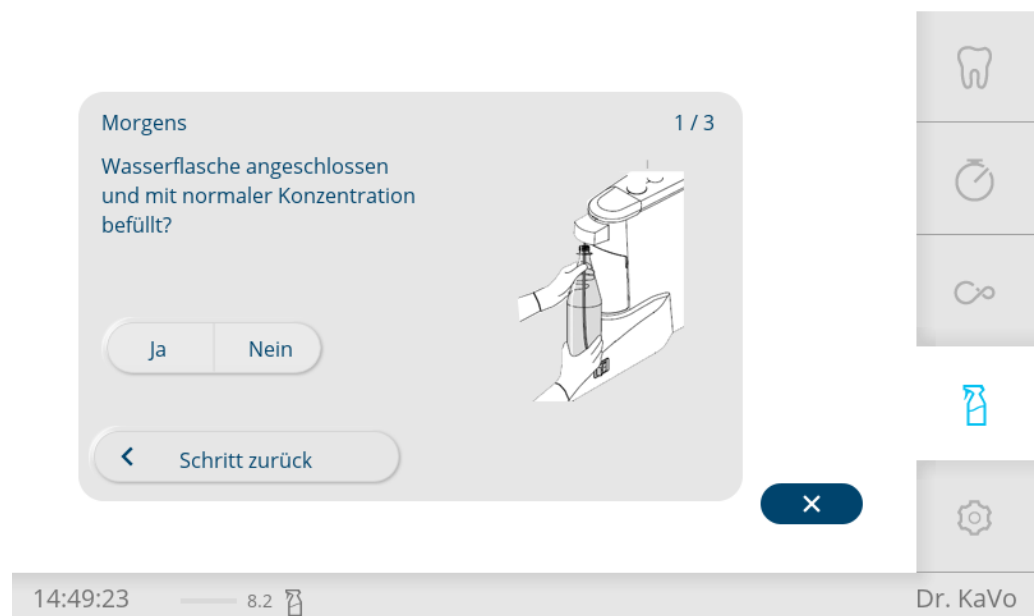 Morgens 1 / 3
Wasserflasche angeschlossen
und mit normaler Konzentration
befüllt?
Ja Nein
Schritt zurück
14:49:23 8.2 Dr. KaVo